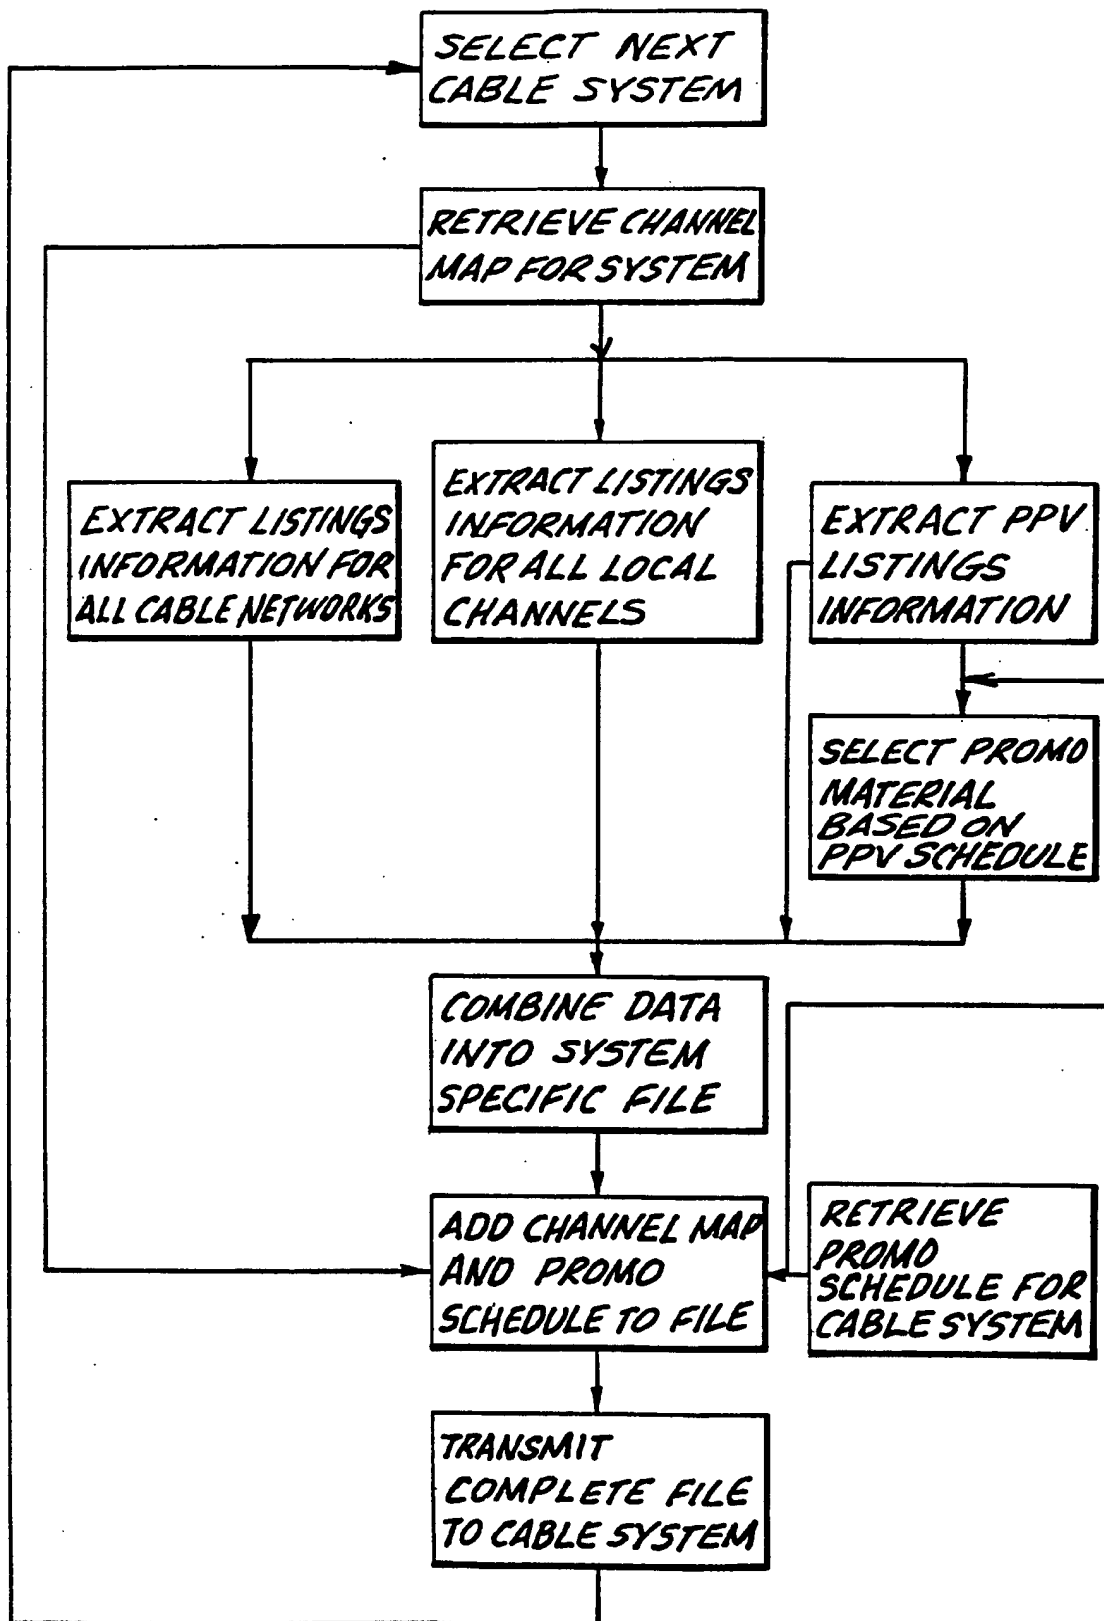 SELECT NEXT
CABLE SYSTEM
RETRIEVE CHANNEL
MAP FOR SYSTEM
EXTRACT LISTINGS
INFORMATION FOR
ALL CABLE NETWORKS
EXTRACT LISTINGS
INFORMATION
FOR ALL LOCAL
CHANNELS
EXTRACT PPV
LISTINGS
INFORMATION
SELECT PROMO
MATERIAL
BASED ON
PPV SCHEDULE
COMBINE DATA
INTO SYSTEM
SPECIFIC FILE
ADD CHANNEL MAP
AND PROMO
SCHEDULE TO FILE
RETRIEVE
PROMO
SCHEDULE FOR
CABLE SYSTEM
TRANSMIT
COMPLETE FILE
TO CABLE SYSTEM